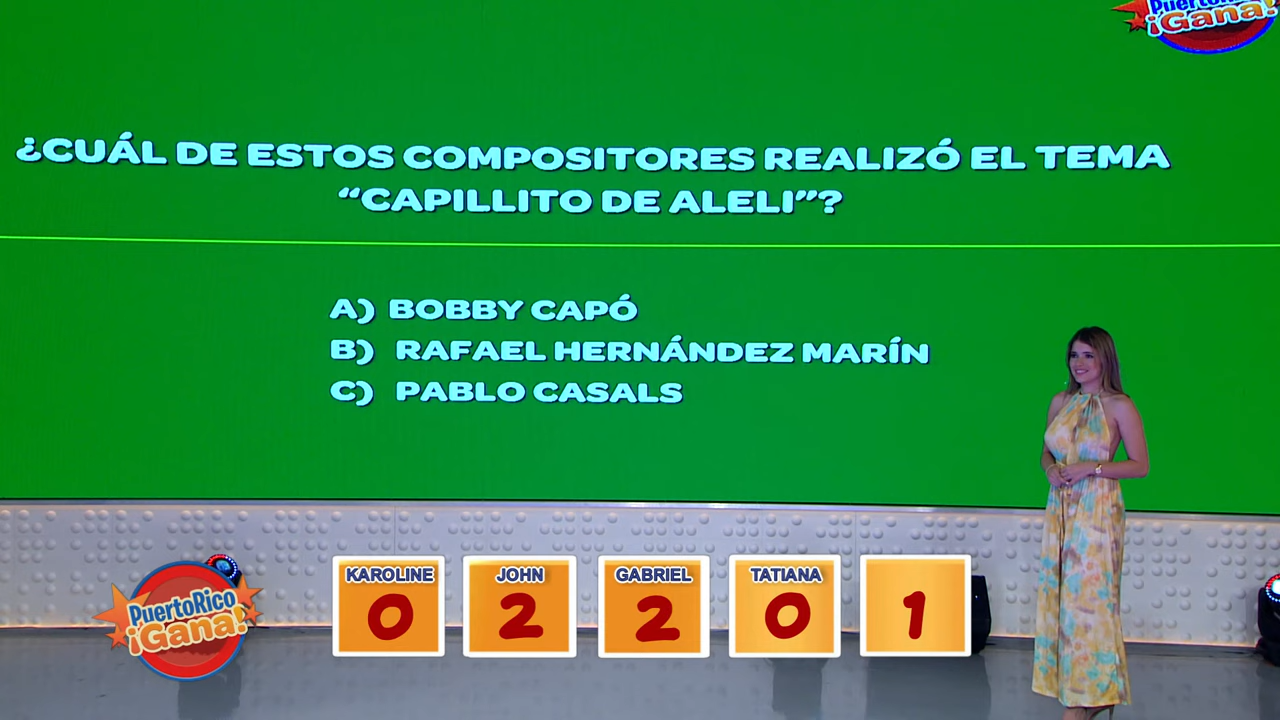 PuertoRico
¡Gana!
¿CUÁL DE ESTOS COMPOSITORES REALIZÓ EL TEMA
“CAPILLITO DE ALELI”?
A) BOBBY CAPÓ
B) RAFAEL HERNÁNDEZ MARÍN
C) PABLO CASALS
PuertoRico
¡Gana!
KAROLINE
0
JOHN
2
GABRIEL
2
TATIANA
0
1